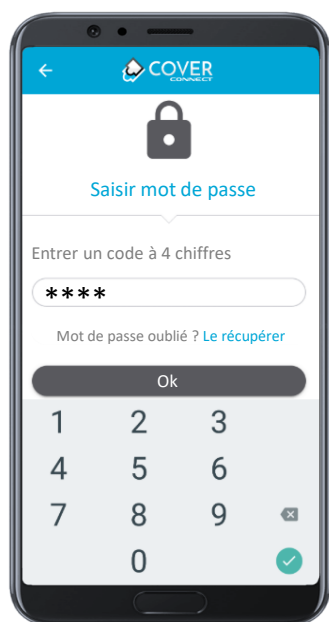 COVER
CONNECT
Saisir mot de passe
Entrer un code à 4 chiffres
****
Mot de passe oublié ? Le récupérer
Ok
1 2 3
4 5 6
7 8 9
0